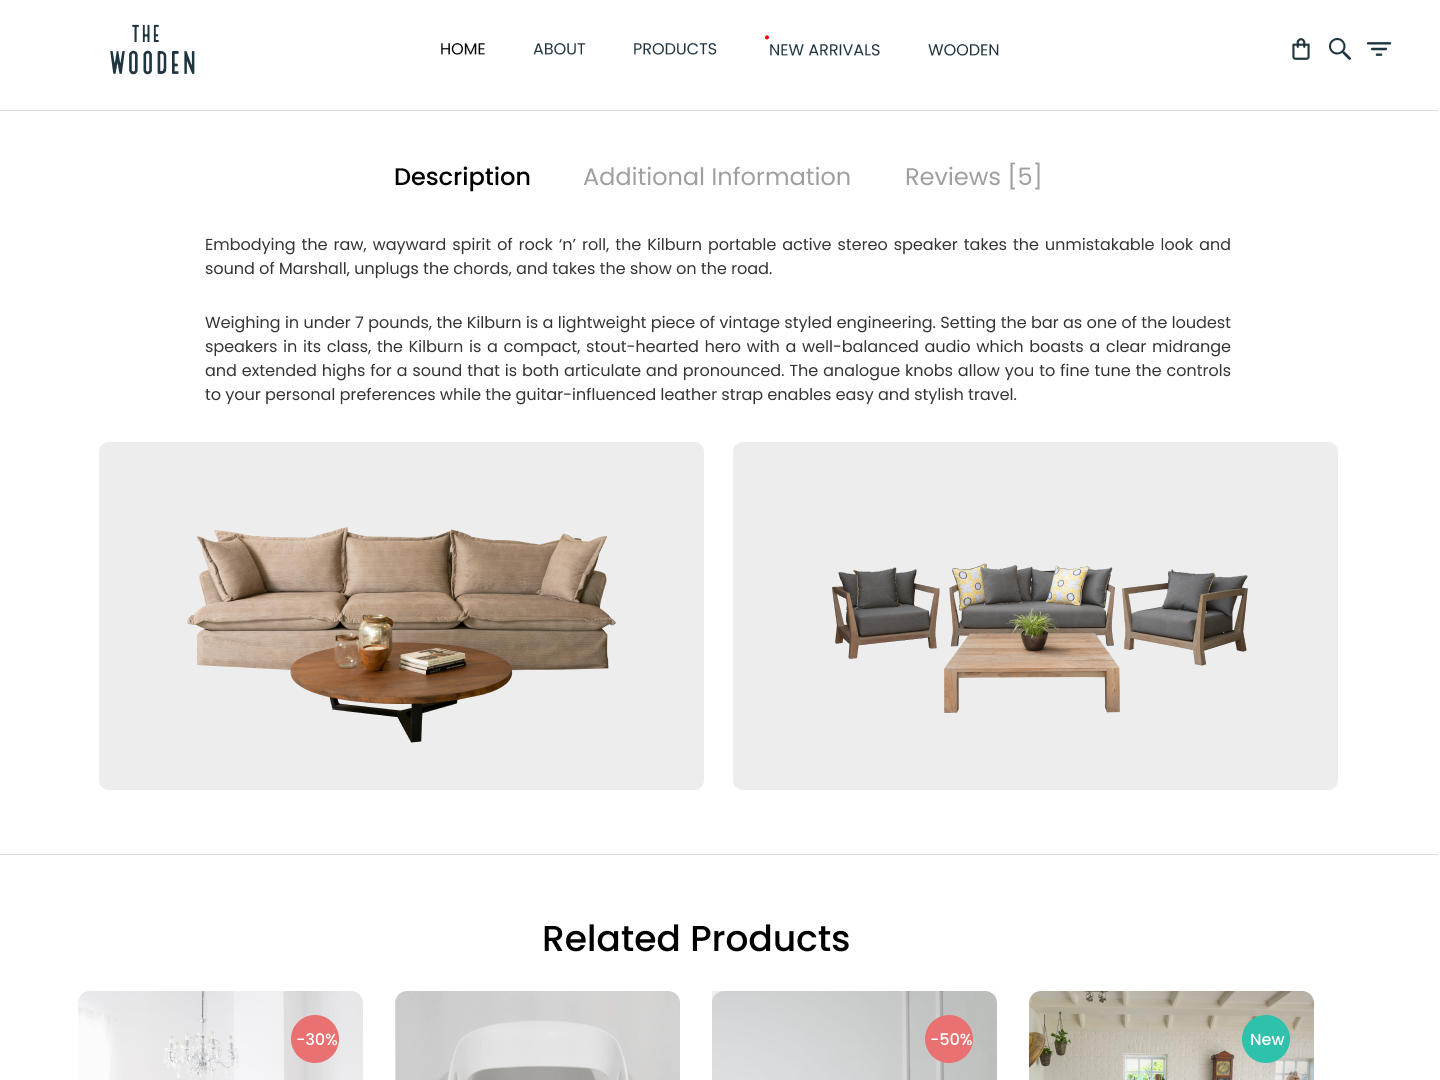 THE
WOODEN
HOME
ABOUT
PRODUCTS
NEW ARRIVALS
WOODEN
Description
Additional Information
Reviews [5]
Embodying the raw, wayward spirit of rock ‘n’ roll, the Kilburn portable active stereo speaker takes the unmistakable look and
sound of Marshall, unplugs the chords, and takes the show on the road.
Weighing in under 7 pounds, the Kilburn is a lightweight piece of vintage styled engineering. Setting the bar as one of the loudest
speakers in its class, the Kilburn is a compact, stout-hearted hero with a well-balanced audio which boasts a clear midrange
and extended highs for a sound that is both articulate and pronounced. The analogue knobs allow you to fine tune the controls
to your personal preferences while the guitar-influenced leather strap enables easy and stylish travel.
Related Products
-30%
-50%
New